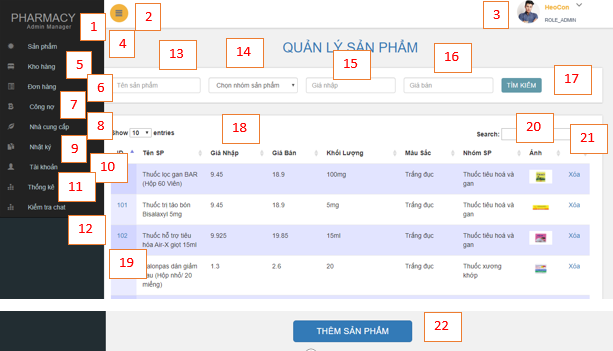 PHARMACY
Admin Manager
1
2
3
HeoCon
ROLE_ADMIN
4
Sản phẩm
5
Kho hàng
6
Đơn hàng
7
Công nợ
8
Nhà cung cấp
9
Nhật ký
10
Tài khoản
11
Thống kê
Kiểm tra chat
12
QUẢN LÝ SẢN PHẨM
13
14
15
16
17
Tên sản phẩm
Chọn nhóm sản phẩm
Giá nhập
Giá bán
TÌM KIẾM
18
20
21
Show 10 entries
Search:
Tên SP Giá Nhập Giá Bán Khối Lượng Màu Sắc Nhóm SP Ảnh
Thuốc lọc gan BAR 9.45 18.9 100mg Trắng đục Thuốc tiêu hoá và Xóa
(Hộp 60 Viên) gan
101 Thuốc trị táo bón 9.45 18.9 5mg Trắng đục Thuốc tiêu hoá và Xóa
Bisalaxyl 5mg gan
102 Thuốc hỗ trợ tiêu 9.925 19.85 15ml Trắng đục Thuốc tiêu hoá và Xóa
hóa Air-X giọt 15ml gan
19
dán giảm 1.3 2.6 20 Trắng đục Thuốc xương Xóa
(Hộp nhỏ/ 20 khớp
miếng)
THÊM SẢN PHẨM
22